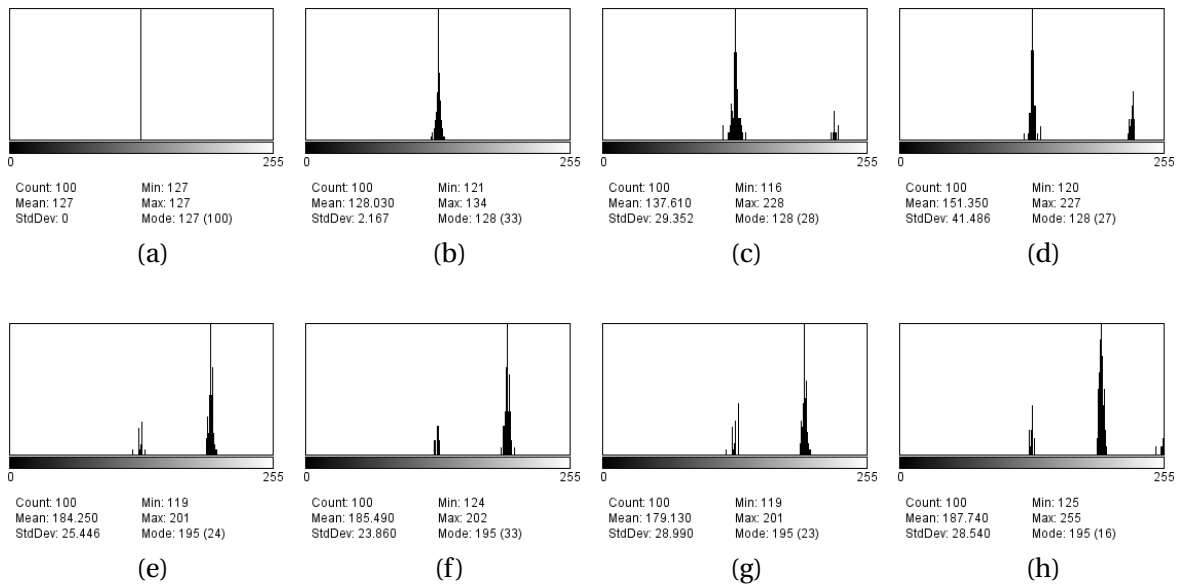 0 255 0 255 0 255 0 255
Count: 100 Min: 127 Count: 100 Min: 121 Count: 100 Min: 116 Count: 100 Min: 120
Mean: 127 Max: 127 Mean: 128.030 Max: 134 Mean: 137.610 Max: 228 Mean: 151.350 Max: 227
StdDev: 0 Mode: 127 (100) StdDev: 2.167 Mode: 128 (33) StdDev: 29.352 Mode: 128 (28) StdDev: 41.486 Mode: 128 (27)
(a) (b) (c) (d)
0 255 0 255 0 255 0 255
Count: 100 Min: 119 Count: 100 Min: 124 Count: 100 Min: 119 Count: 100 Min: 125
Mean: 184.250 Max: 201 Mean: 185.490 Max: 202 Mean: 179.130 Max: 201 Mean: 187.740 Max: 255
StdDev: 25.446 Mode: 195 (24) StdDev: 23.860 Mode: 195 (33) StdDev: 28.990 Mode: 195 (23) StdDev: 28.540 Mode: 195 (16)
(e) (f) (g) (h)